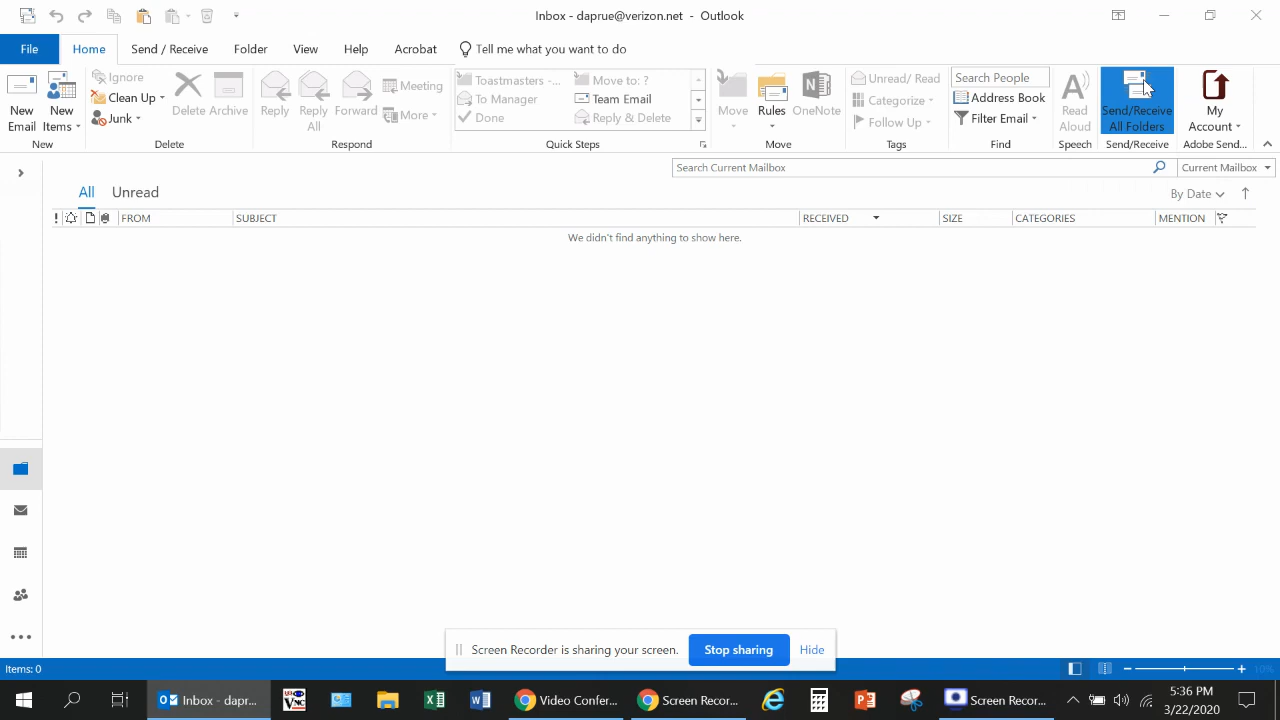 Inbox - daprue@verizon.net - Outlook
File Home Send / Receive Folder View Help Acrobat Tell me what you want to do
New Email
New Items
New
Ignore
Clean Up
Junk
Delete
Archive
Delete
Reply
Reply All
Forward
Meeting
More
Respond
Toastmasters -...
To Manager
Done
Move to: ?
Team Email
Reply & Delete
Quick Steps
Move
Rules
OneNote
Move
Unread/ Read
Categorize
Follow Up
Tags
Search People
Address Book
Filter Email
Find
Read Aloud
Speech
Send/Receive All Folders
Send/Receive
My Account
Adobe Send...
Search Current Mailbox
Current Mailbox
All Unread
By Date
! FROM SUBJECT RECEIVED SIZE CATEGORIES MENTION
We didn't find anything to show here.
Screen Recorder is sharing your screen. Stop sharing Hide
Items: 0
10%
Inbox - dapr... Video Confer... Screen Recor... Screen Recor...
5:36 PM
3/22/2020